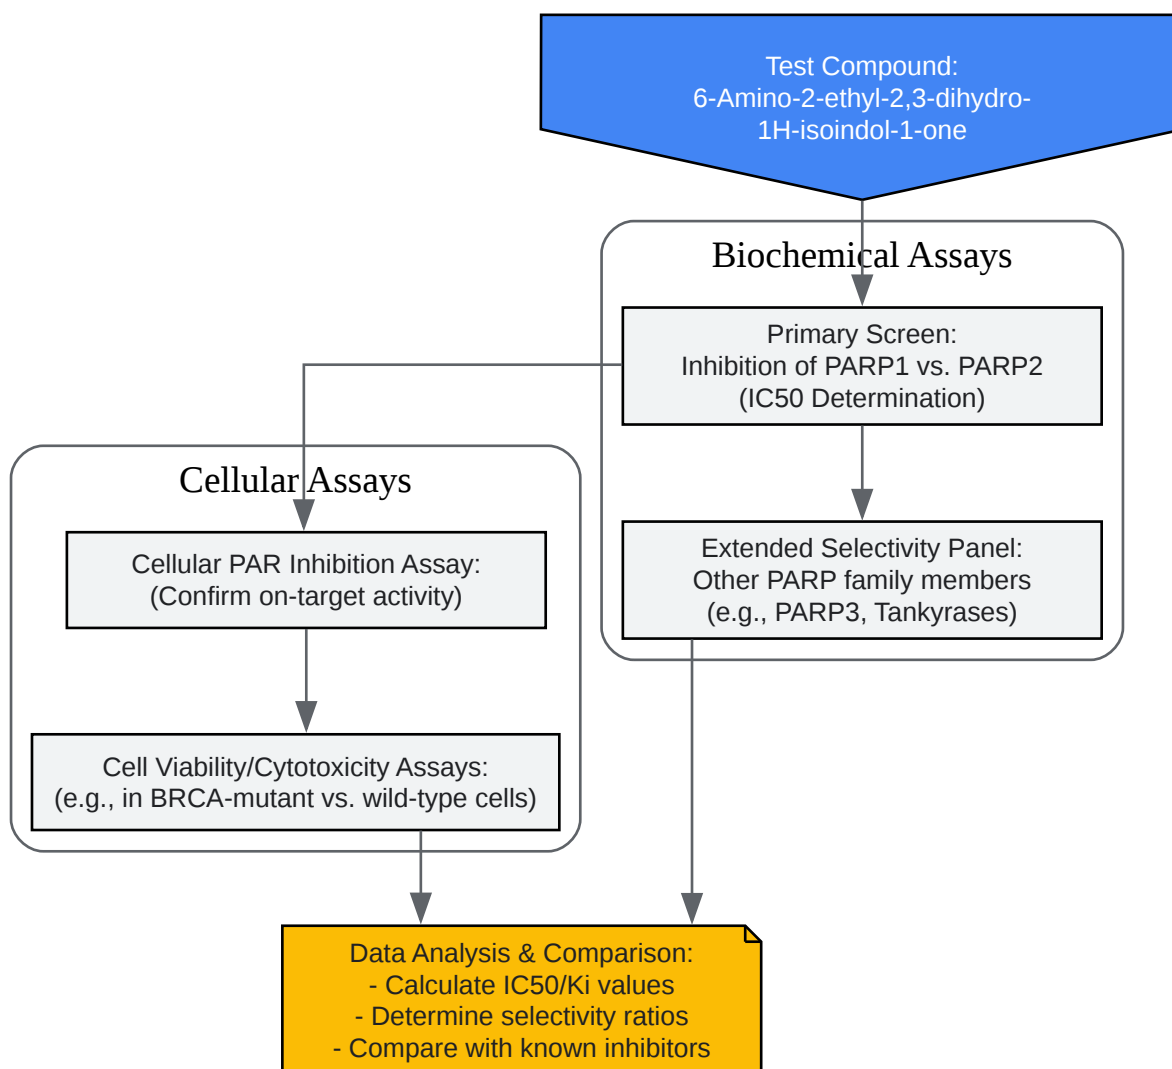 Test Compound:
6-Amino-2-ethyl-2,3-dihydro-
1H-isoindol-1-one
Biochemical Assays
Primary Screen:
Inhibition of PARP1 vs. PARP2
(IC50 Determination)
Extended Selectivity Panel:
Other PARP family members
(e.g., PARP3, Tankyrases)
Cellular Assays
Cellular PAR Inhibition Assay:
(Confirm on-target activity)
Cell Viability/Cytotoxicity Assays:
(e.g., in BRCA-mutant vs. wild-type cells)
Data Analysis & Comparison:
- Calculate IC50/Ki values
- Determine selectivity ratios
- Compare with known inhibitors